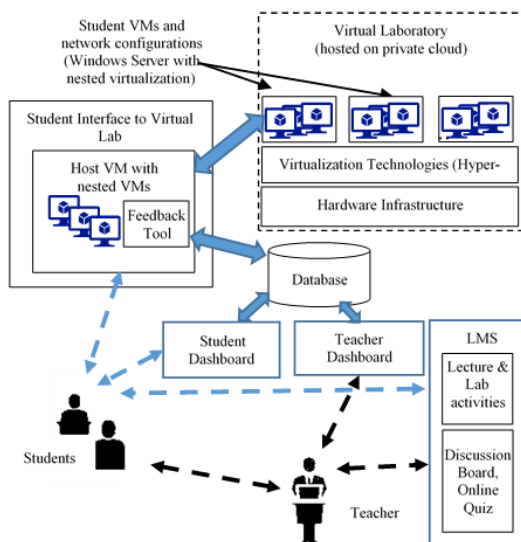 Student VMs and
network configurations
(Windows Server with
nested virtualization)
Virtual Laboratory
(hosted on private cloud)
Student Interface to Virtual
Lab
Host VM with
nested VMs
Feedback
Tool
Virtualization Technologies (Hyper-
Hardware Infrastructure
Database
Student
Dashboard
Teacher
Dashboard
LMS
Lecture &
Lab
activities
Discussion
Board,
Online
Quiz
Students
Teacher